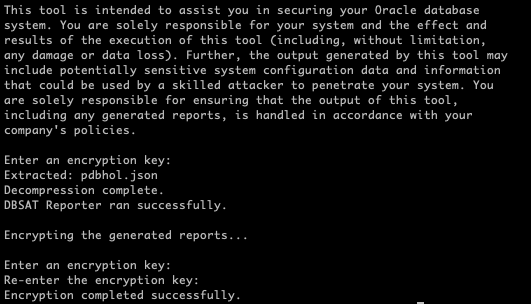 This tool is intended to assist you in securing your Oracle database
system. You are solely responsible for your system and the effect and
results of the execution of this tool (including, without limitation,
any damage or data loss). Further, the output generated by this tool may
include potentially sensitive system configuration data and information
that could be used by a skilled attacker to penetrate your system. You
are solely responsible for ensuring that the output of this tool,
including any generated reports, is handled in accordance with your
company's policies.

Enter an encryption key:
Extracted: pdbhol.json
Decompression complete.
DBSAT Reporter ran successfully.

Encrypting the generated reports...

Enter an encryption key:
Re-enter the encryption key:
Encryption completed successfully.